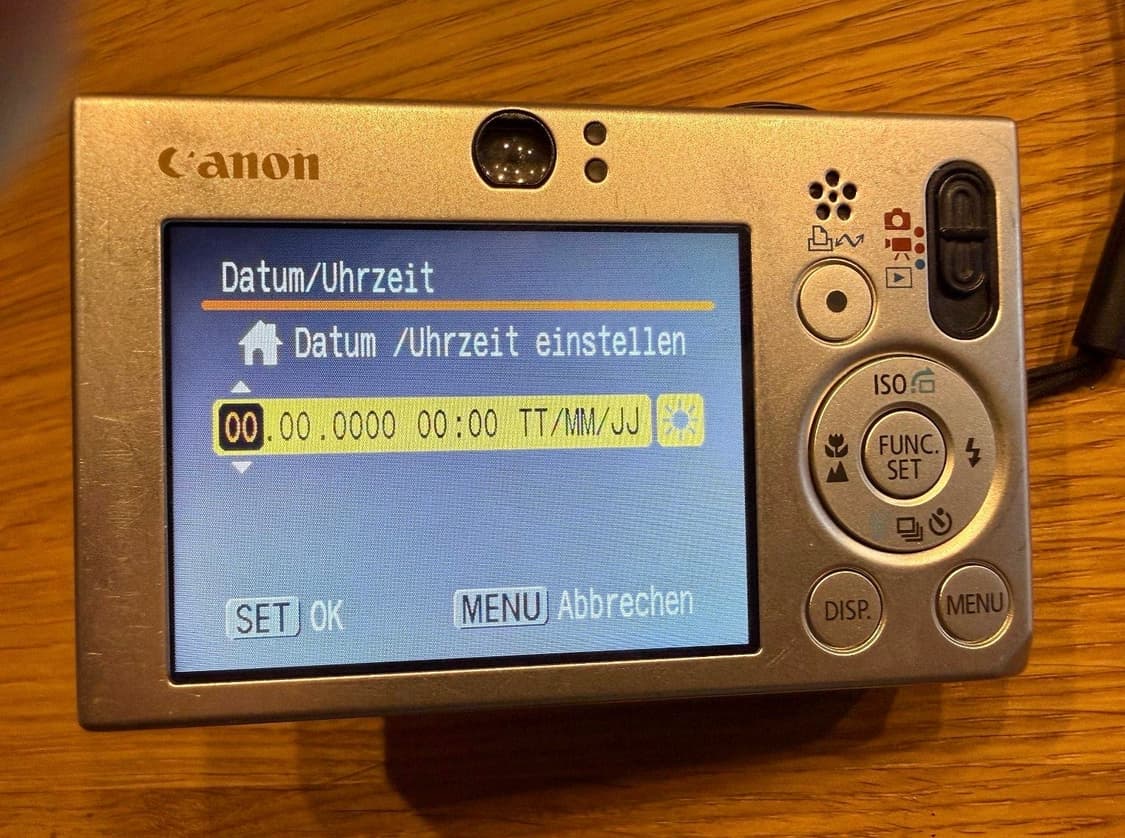 Canon
Datum/Uhrzeit
Datum /Uhrzeit einstellen
00.00.0000 00:00 TT/MM/JJ
SET OK MENU Abbrechen
ISO
FUNC.
SET
DISP. MENU